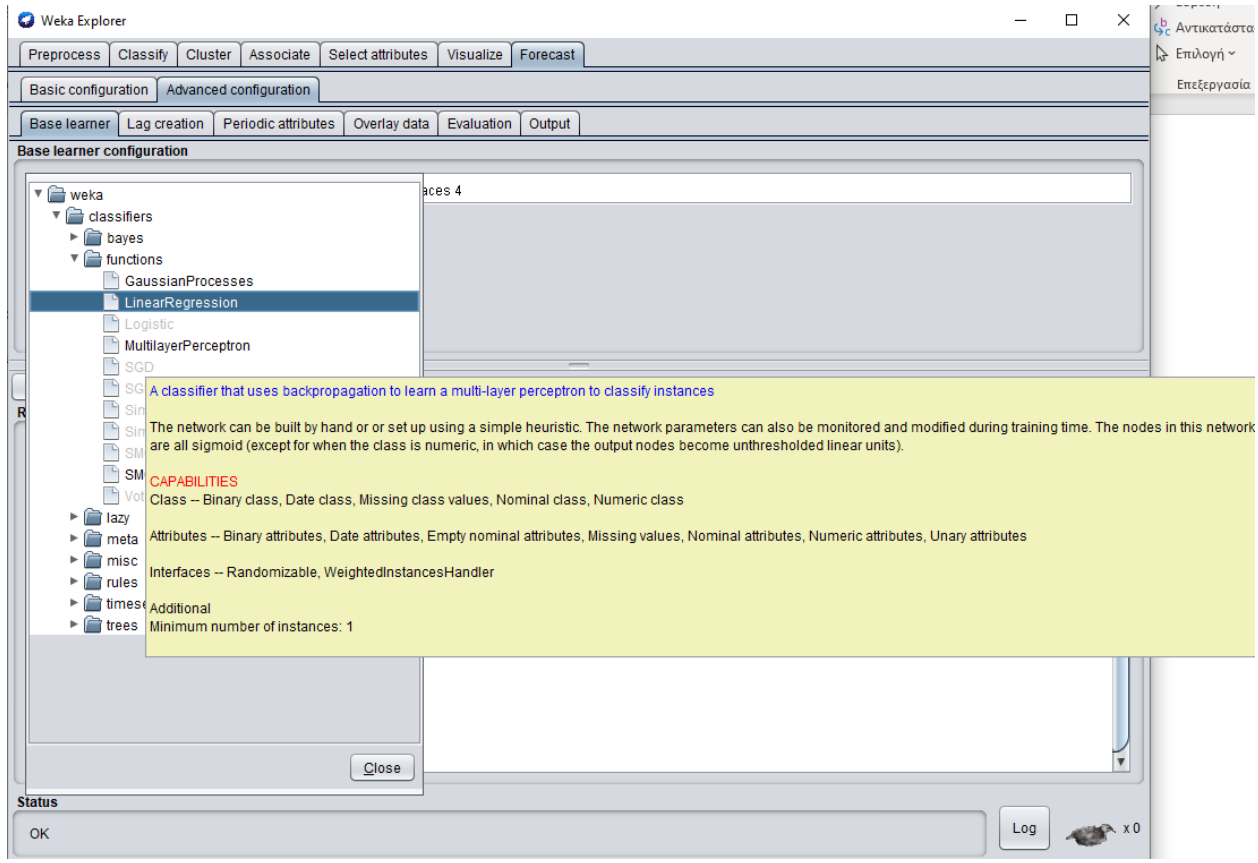 Weka Explorer
Αντικατάστα
Επιλογή
Επεξεργασία
Preprocess Classify Cluster Associate Select attributes Visualize Forecast
Basic configuration Advanced configuration
Base learner Lag creation Periodic attributes Overlay data Evaluation Output
Base learner configuration
aces 4
weka
classifiers
bayes
functions
GaussianProcesses
LinearRegression
Logistic
MultilayerPerceptron
SGD
SG
Sim
Sim
SM
SM
Vot
lazy
meta
misc
rules
timese
trees
A classifier that uses backpropagation to learn a multi-layer perceptron to classify instances
The network can be built by hand or or set up using a simple heuristic. The network parameters can also be monitored and modified during training time. The nodes in this network
are all sigmoid (except for when the class is numeric, in which case the output nodes become unthresholded linear units).
CAPABILITIES
Class -- Binary class, Date class, Missing class values, Nominal class, Numeric class
Attributes -- Binary attributes, Date attributes, Empty nominal attributes, Missing values, Nominal attributes, Numeric attributes, Unary attributes
Interfaces -- Randomizable, WeightedInstancesHandler
Additional
Minimum number of instances: 1
Close
Status
OK
Log
x 0